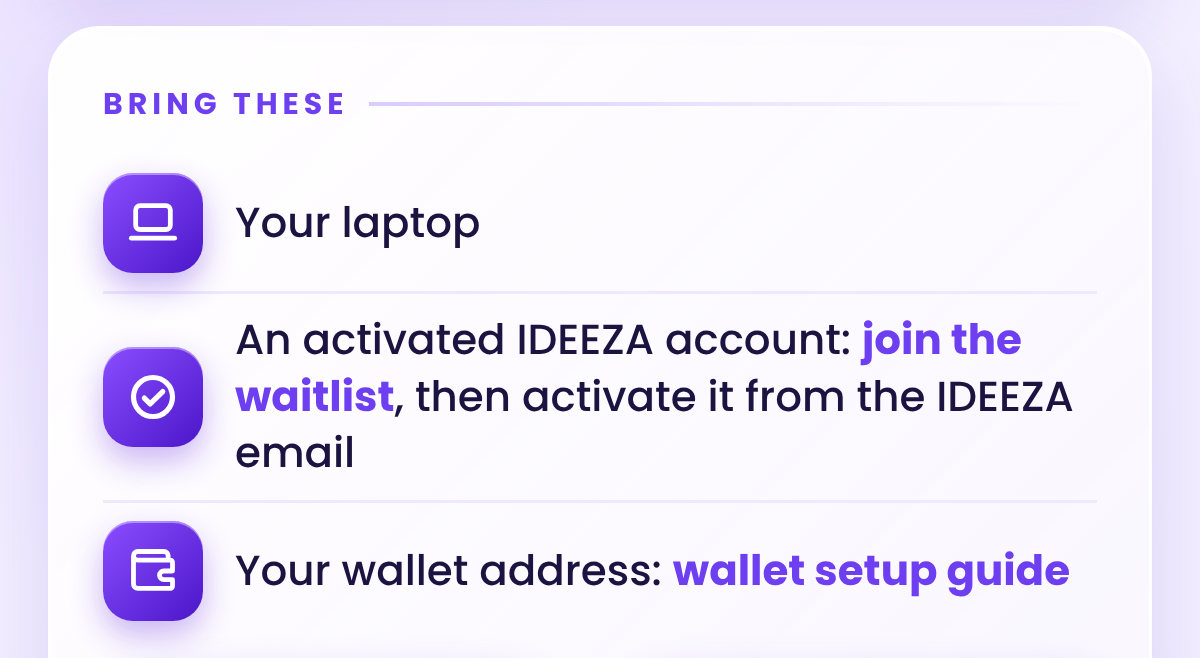 BRING THESE
Your laptop
An activated IDEEZA account: join the
waitlist, then activate it from the IDEEZA
email
Your wallet address: wallet setup guide